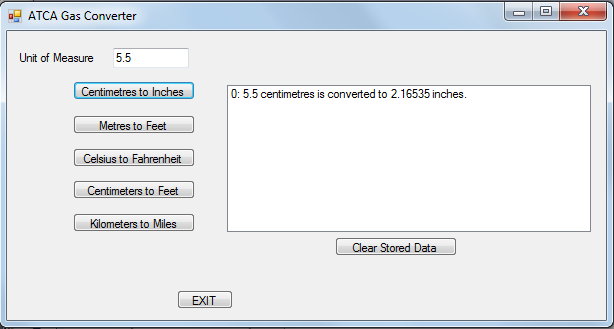 ATCA Gas Converter
Unit of Measure 5.5
Centimetres to Inches
0: 5.5 centimetres is converted to 2.16535 inches.
Metres to Feet
Celsius to Fahrenheit
Centimeters to Feet
Kilometers to Miles
Clear Stored Data
EXIT